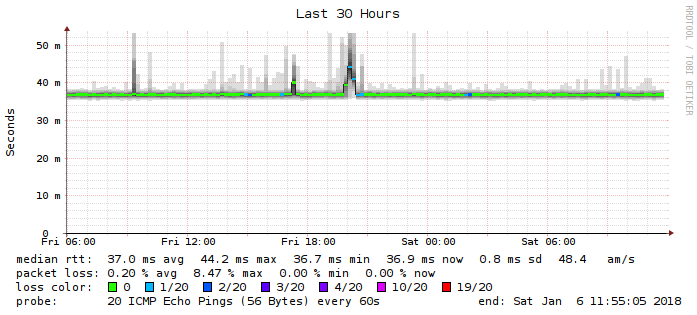 Last 30 Hours
RRDTOOL / TOBI OETIKER
Seconds
50 m
40 m
30 m
20 m
10 m
0
Fri 06:00 Fri 12:00 Fri 18:00 Sat 00:00 Sat 06:00
median rtt: 37.0 ms avg 44.2 ms max 36.7 ms min 36.9 ms now 0.8 ms sd 48.4 am/s
packet loss: 0.20 % avg 8.47 % max 0.00 % min 0.00 % now
loss color: 0 1/20 2/20 3/20 4/20 10/20 19/20
probe: 20 ICMP Echo Pings (56 Bytes) every 60s end: Sat Jan 6 11:55:05 2018